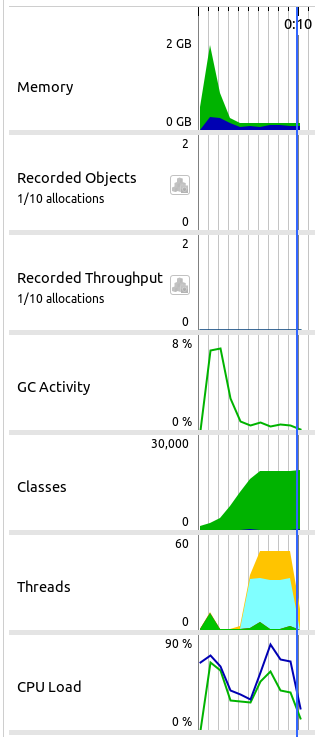 0:10
2 GB
Memory
0 GB
2
Recorded Objects
1/10 allocations
0
2
Recorded Throughput
1/10 allocations
0
8 %
GC Activity
0 %
30,000
Classes
0
60
Threads
0
90 %
CPU Load
0 %